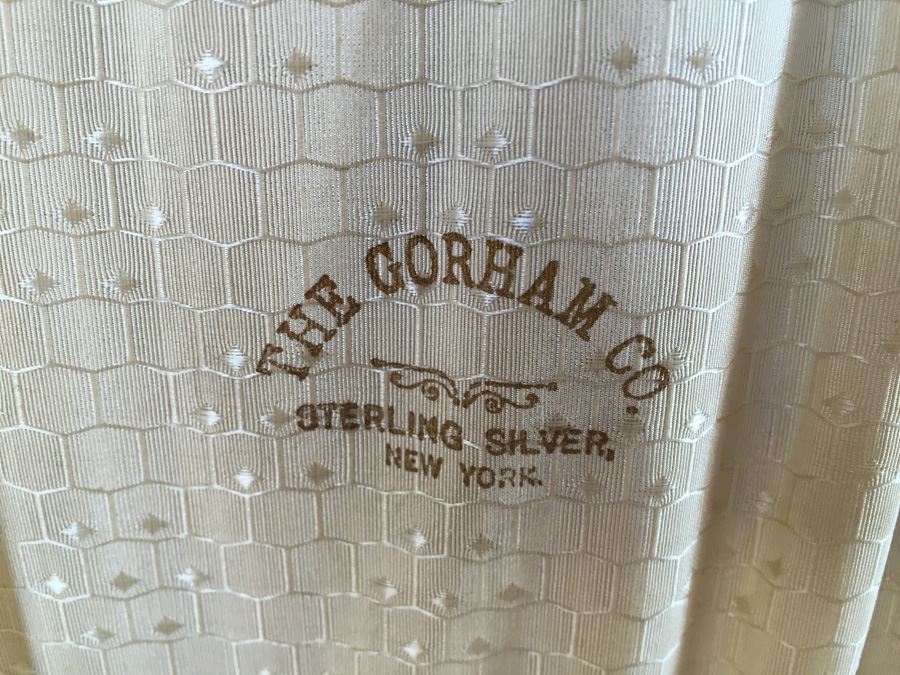 THE GORHAM CO.
STERLING SILVER,
NEW YORK.